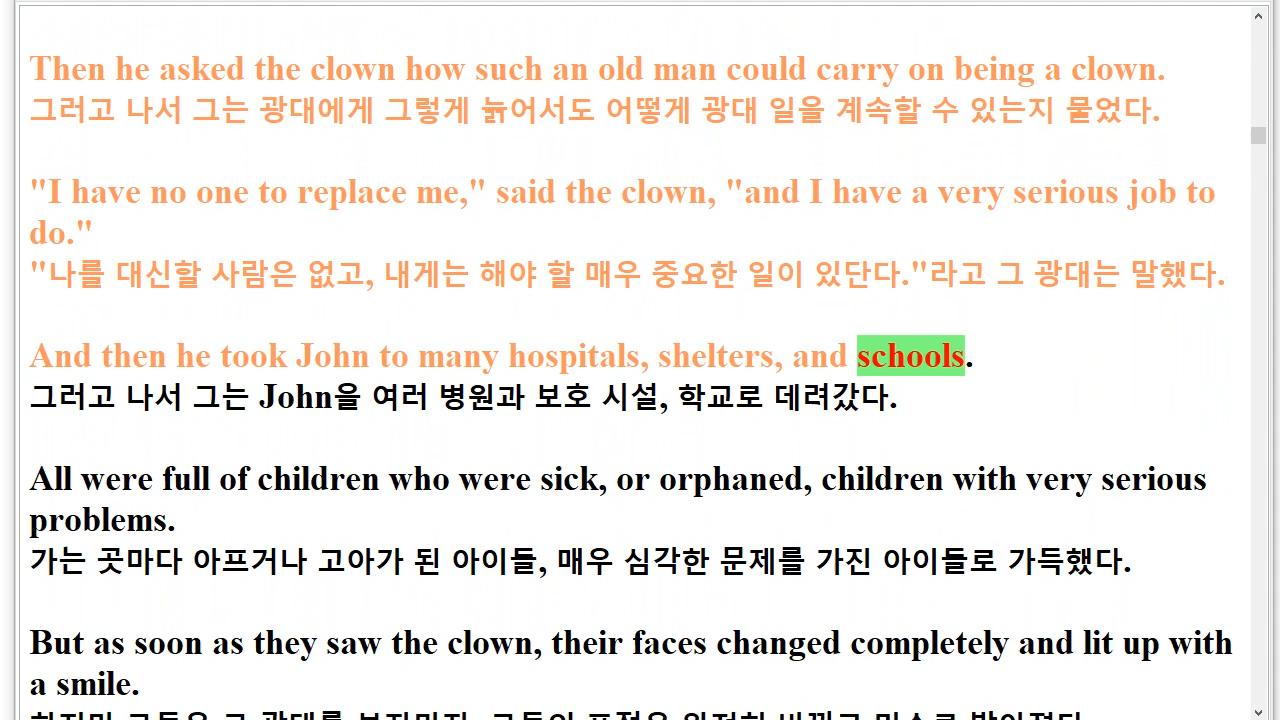 Then he asked the clown how such an old man could carry on being a clown.
그러고 나서 그는 광대에게 그렇게 늙어서도 어떻게 광대 일을 계속할 수 있는지 물었다.
"I have no one to replace me," said the clown, "and I have a very serious job to
do."
"나를 대신할 사람은 없고, 내게는 해야 할 매우 중요한 일이 있단다."라고 그 광대는 말했다.
And then he took John to many hospitals, shelters, and schools.
그러고 나서 그는 John을 여러 병원과 보호 시설, 학교로 데려갔다.
All were full of children who were sick, or orphaned, children with very serious
problems.
가는 곳마다 아프거나 고아가 된 아이들, 매우 심각한 문제를 가진 아이들로 가득했다.
But as soon as they saw the clown, their faces changed completely and lit up with
a smile.